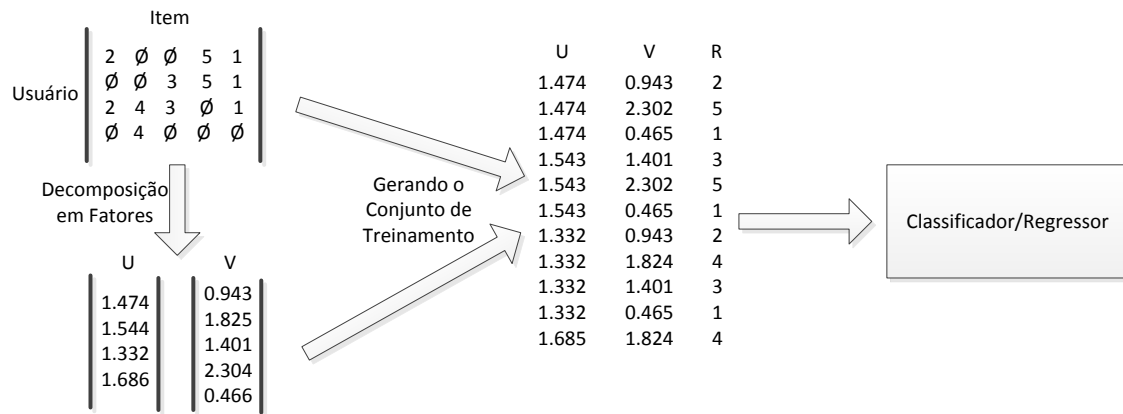 Item
Usuário
2 Ø Ø 5 1
Ø Ø 3 5 1
2 4 3 Ø 1
Ø 4 Ø Ø Ø
Decomposição
em Fatores
U
1.474
1.544
1.332
1.686
V
0.943
1.825
1.401
2.304
0.466
Gerando o
Conjunto de
Treinamento
U V R
1.474 0.943 2
1.474 2.302 5
1.474 0.465 1
1.543 1.401 3
1.543 2.302 5
1.543 0.465 1
1.332 0.943 2
1.332 1.824 4
1.332 1.401 3
1.332 0.465 1
1.685 1.824 4
Classificador/Regressor